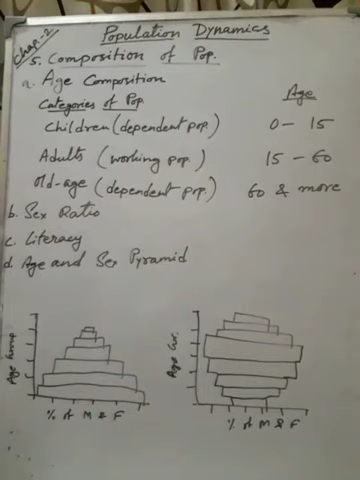 Chap.-2
Population Dynamics
5. Composition of Pop.
a. Age Composition
Categories of Pop Age
Children (dependent pop.) 0 - 15
Adults (working pop.) 15 - 60
Old-age (dependent pop.) 60 & more
b. Sex Ratio
c. Literacy
d. Age and Sex Pyramid
Age Group
% of M & F
Age Gr.
% of M & F